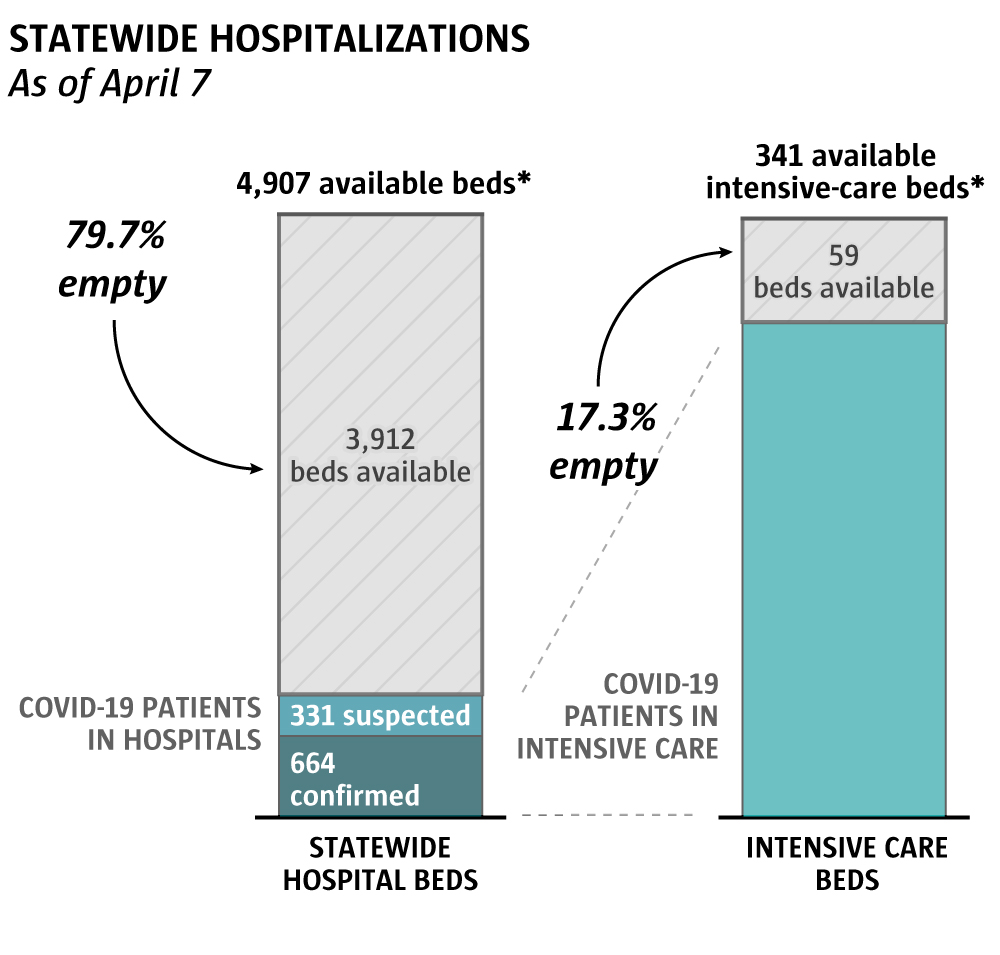 STATEWIDE HOSPITALIZATIONS
As of April 7
4,907 available beds*
79.7%
empty
3,912
beds available
COVID-19 PATIENTS
IN HOSPITALS
331 suspected
664
confirmed
STATEWIDE
HOSPITAL BEDS
341 available
intensive-care beds*
59
beds available
17.3%
empty
COVID-19
PATIENTS IN
INTENSIVE CARE
INTENSIVE CARE
BEDS